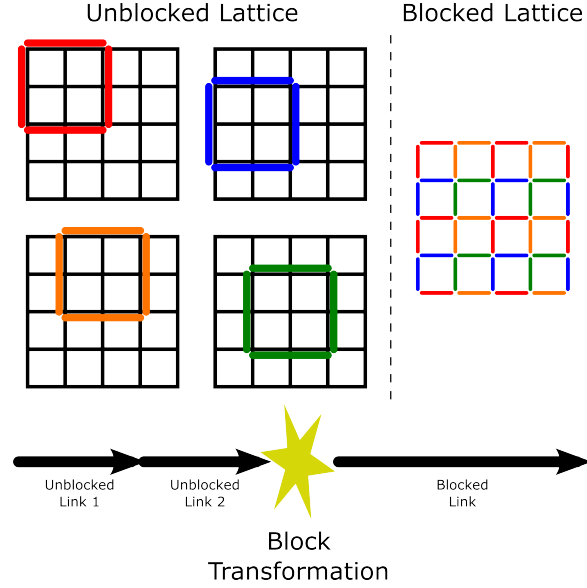 Unblocked Lattice
Blocked Lattice
Unblocked
Link 1
Unblocked
Link 2
Blocked
Link
Block
Transformation